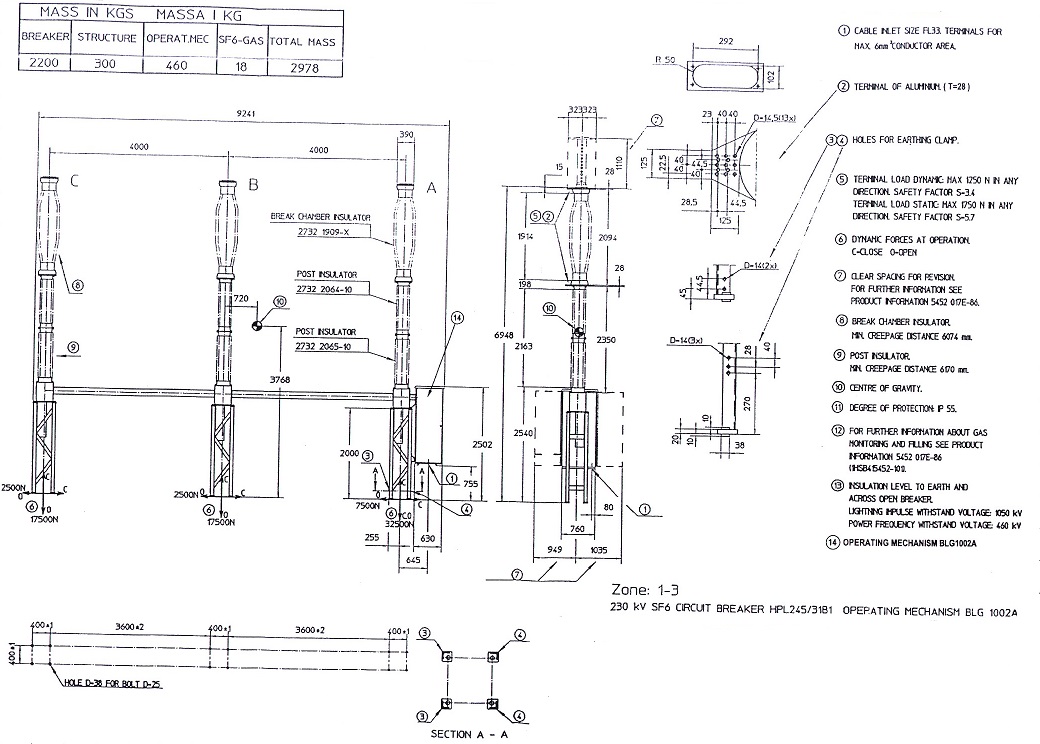 MASS IN KGS MASSA I KG
BREAKER STRUCTURE OPERAT.MEC SF6-GAS TOTAL MASS
2200 300 460 18 2978
9241
390
4000 4000
C B A
BREAK CHAMBER INSULATOR
2732 1909-X
POST INSULATOR
2732 2064-10
POST INSULATOR
2732 2065-10
8
9
720
10
14
3768
2000
2502
755
3
A A
1
4
2500N O C
6 O
17500N
2500N O C
6 O
17500N
7500N O C
6 C,O
32500N
255 630
645
323 323
7
15
1110
28
5 2
1914
2094
28
198
10
6948
2163
2350
2540
80
760
1
949 1035
7
292
R 50
102
23 40 40
D=14,5(13x)
125
22,5
40
40
40
44,5
28,5
44,5
125
D=14(2x)
44,5
45
D=14(3x)
28
40
270
10
20
10
38
1 CABLE INLET SIZE FL33. TERMINALS FOR
MAX. 6mm² CONDUCTOR AREA.
2 TERMINAL OF ALUMINIUM. (T=28)
3 4 HOLES FOR EARTHING CLAMP.
5 TERMINAL LOAD DYNAMIC: MAX 1250 N IN ANY
DIRECTION. SAFETY FACTOR S=3.4
TERMINAL LOAD STATIC: MAX 1750 N IN ANY
DIRECTION. SAFETY FACTOR S=5.7
6 DYNAMIC FORCES AT OPERATION.
C=CLOSE O=OPEN
7 CLEAR SPACING FOR REVISION.
FOR FURTHER INFORMATION SEE
PRODUCT INFORMATION 5452 017E-86.
8 BREAK CHAMBER INSULATOR.
MIN. CREEPAGE DISTANCE 6074 mm.
9 POST INSULATOR.
MIN. CREEPAGE DISTANCE 6170 mm.
10 CENTRE OF GRAVITY.
11 DEGREE OF PROTECTION: IP 55.
12 FOR FURTHER INFORMATION ABOUT GAS
MONITORING AND FILLING SEE PRODUCT
INFORMATION 5452 017E-86
(1HSB415452-101).
13 INSULATION LEVEL TO EARTH AND
ACROSS OPEN BREAKER.
LIGHTNING IMPULSE WITHSTAND VOLTAGE: 1050 kV
POWER FREQUENCY WITHSTAND VOLTAGE: 460 kV
14 OPERATING MECHANISM BLG1002A
Zone: 1-3
230 kV SF6 CIRCUIT BREAKER HPL245/31B1 OPERATING MECHANISM BLG 1002A
400±1 3600±2 3600±2 400±1
400±1
HOLE D=38 FOR BOLT D=25
3 4
3 4
SECTION A - A